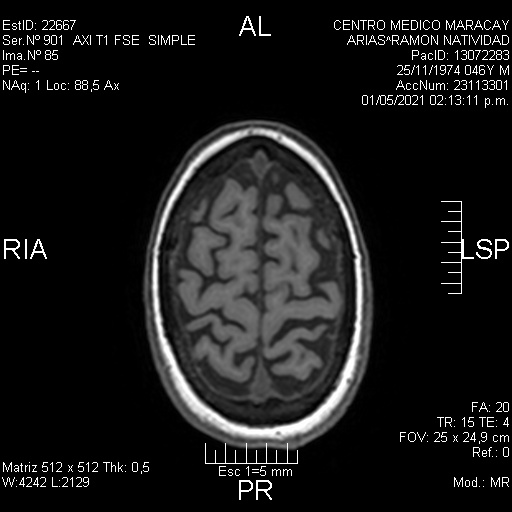 EstID: 22667
Ser.Nº 901 AXI T1 FSE SIMPLE
Ima.Nº 85
PE= --
NAq: 1 Loc: 88,5 Ax
AL
CENTRO MEDICO MARACAY
ARIAS^RAMON NATIVIDAD
PacID: 13072283
25/11/1974 046Y M
AccNum: 23113301
01/05/2021 02:13:11 p.m.
RIA
LSP
FA: 20
TR: 15 TE: 4
FOV: 25 x 24,9 cm
Ref.: 0
Mod.: MR
Matriz 512 x 512 Thk: 0,5
W:4242 L:2129
Esc 1=5 mm
PR